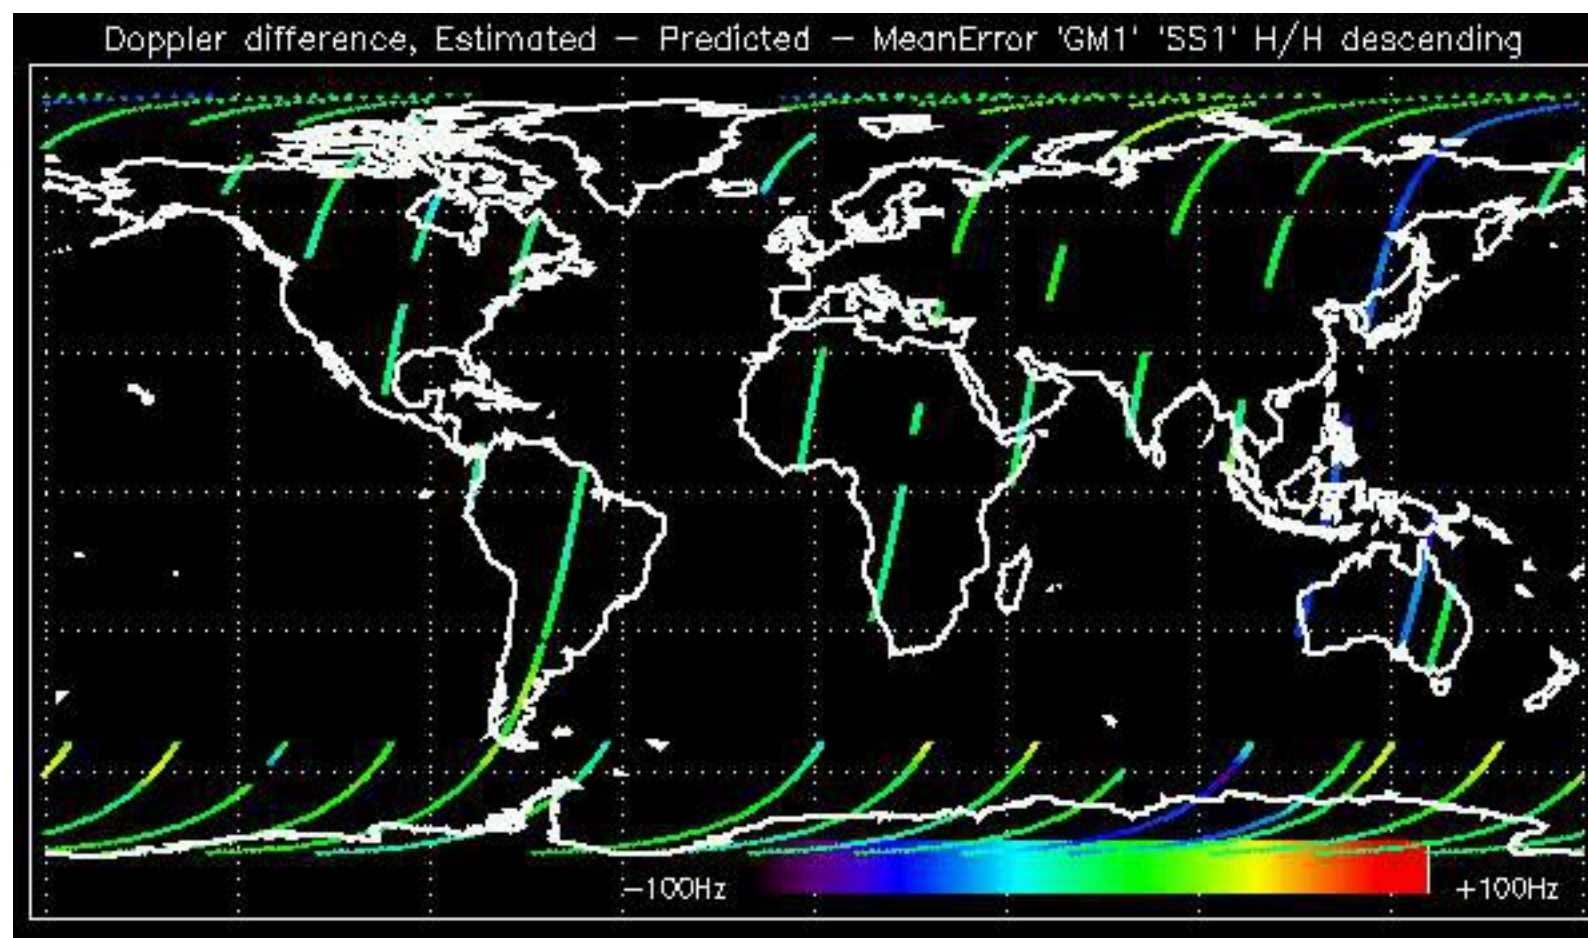 Doppler difference, Estimated — Predicted — MeanError 'GM1' 'SS1' H/H descending
−100Hz
+100Hz